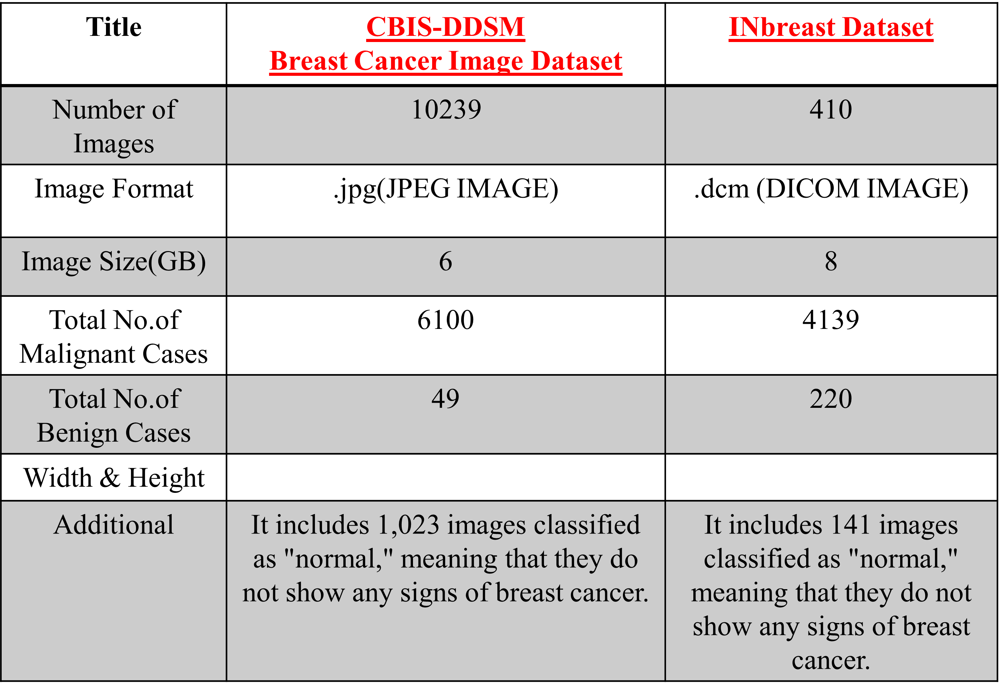 Title
CBIS-DDSM
Breast Cancer Image Dataset
INbreast Dataset
Number of
Images
10239
410
Image Format
.jpg(JPEG IMAGE)
.dcm (DICOM IMAGE)
Image Size(GB)
6
8
Total No.of
Malignant Cases
6100
4139
Total No.of
Benign Cases
49
220
Width & Height
Additional
It includes 1,023 images classified
as "normal," meaning that they do
not show any signs of breast cancer.
It includes 141 images
classified as "normal,"
meaning that they do not
show any signs of breast
cancer.